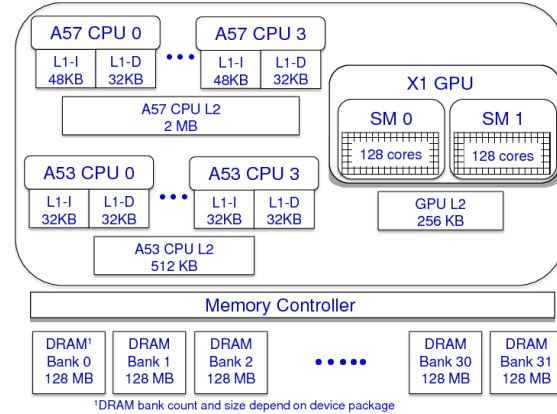 A57 CPU 0
A57 CPU 3
L1-I
48KB
L1-D
32KB
L1-I
48KB
L1-D
32KB
A57 CPU L2
2 MB
X1 GPU
SM 0
128 cores
SM 1
128 cores
GPU L2
256 KB
A53 CPU 0
A53 CPU 3
L1-I
32KB
L1-D
32KB
L1-I
32KB
L1-D
32KB
A53 CPU L2
512 KB
Memory Controller
DRAM¹
Bank 0
128 MB
DRAM
Bank 1
128 MB
DRAM
Bank 2
128 MB
DRAM
Bank 30
128 MB
DRAM
Bank 31
128 MB
¹DRAM bank count and size depend on device package